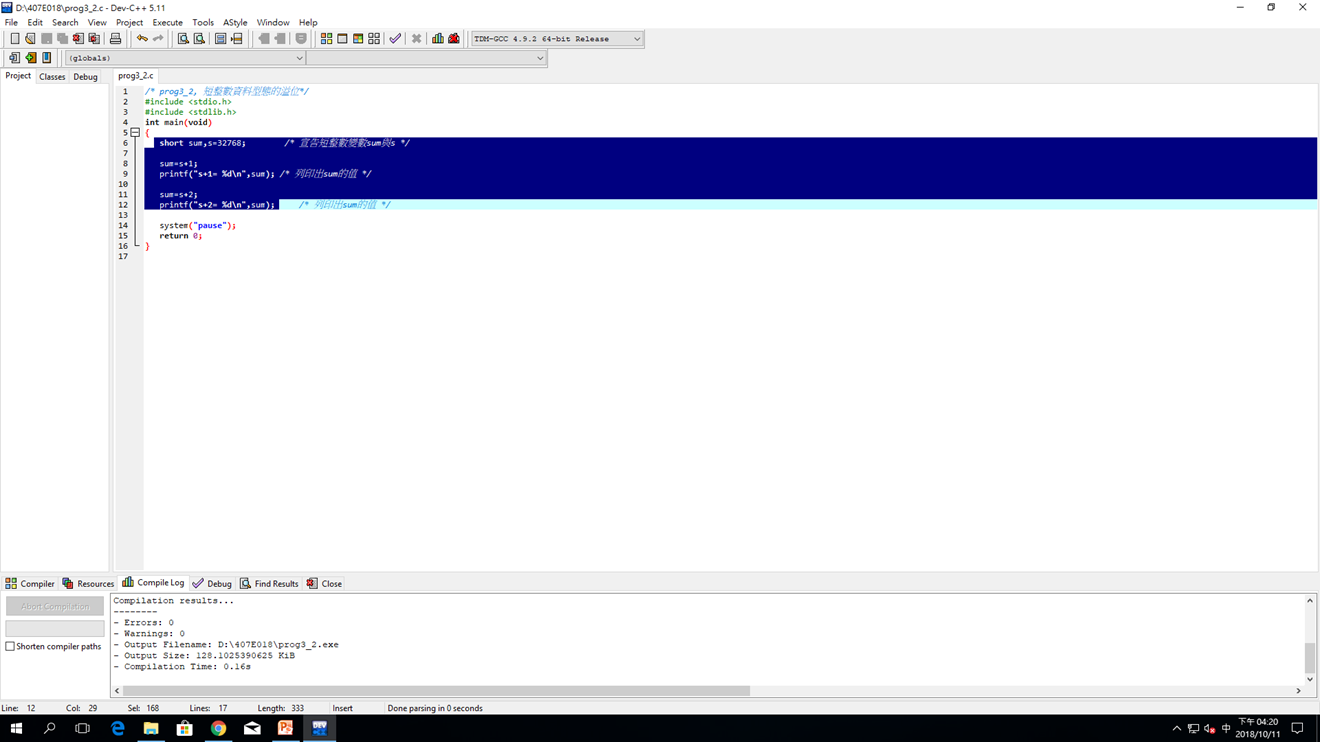 D:\407E018\prog3_2.c - Dev-C++ 5.11
File Edit Search View Project Execute Tools AStyle Window Help
TDM-GCC 4.9.2 64-bit Release
(globals)
Project Classes Debug prog3_2.c
1 /* prog3_2, 短整數資料型態的溢位*/
2 #include <stdio.h>
3 #include <stdlib.h>
4 int main(void)
5 {
6 short sum,s=32768; /* 宣告短整數變數sum與s */
7
8 sum=s+1;
9 printf("s+1= %d\n",sum); /* 列印出sum的值 */
10
11 sum=s+2;
12 printf("s+2= %d\n",sum); /* 列印出sum的值 */
13
14 system("pause");
15 return 0;
16 }
17
Compiler Resources Compile Log Debug Find Results Close
Abort Compilation
Shorten compiler paths
Compilation results...
--------
- Errors: 0
- Warnings: 0
- Output Filename: D:\407E018\prog3_2.exe
- Output Size: 128.1025390625 KiB
- Compilation Time: 0.16s
Line: 12 Col: 29 Sel: 168 Lines: 17 Length: 333 Insert Done parsing in 0 seconds
中 下午 04:20
2018/10/11